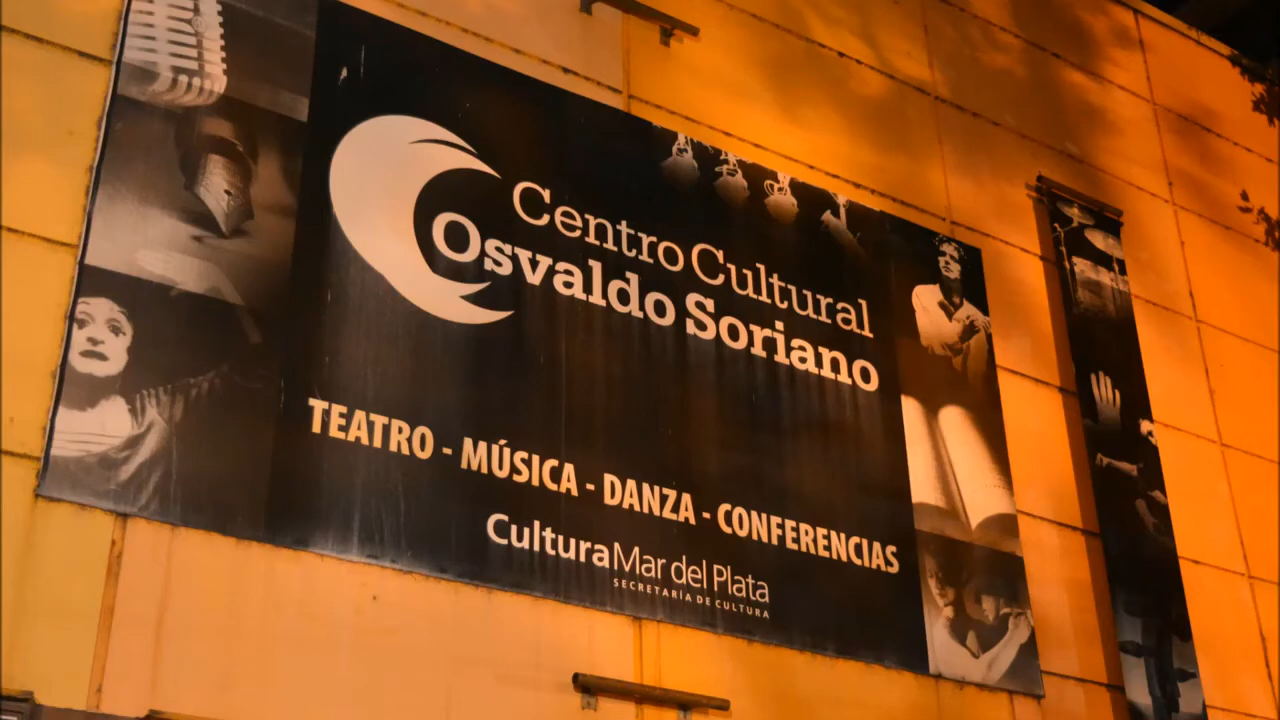 Centro Cultural
Osvaldo Soriano
TEATRO - MÚSICA - DANZA - CONFERENCIAS
CulturaMar del Plata
SECRETARÍA DE CULTURA